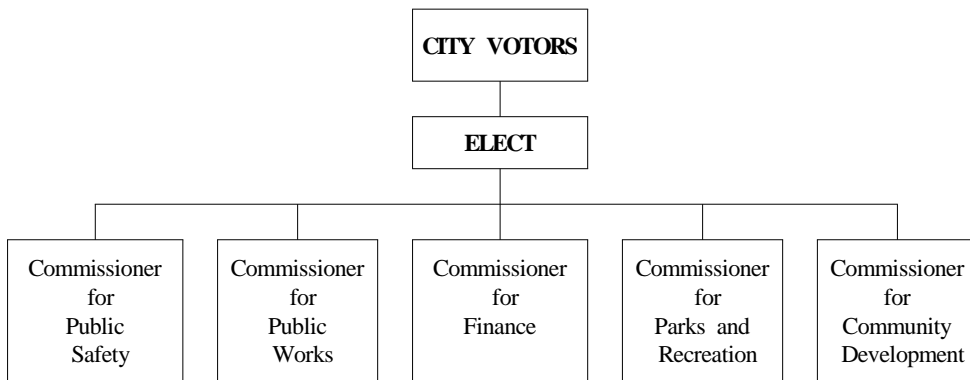 CITY VOTORS
ELECT
Commissioner
for
Public
Safety
Commissioner
for
Public
Works
Commissioner
for
Finance
Commissioner
for
Parks and
Recreation
Commissioner
for
Community
Development